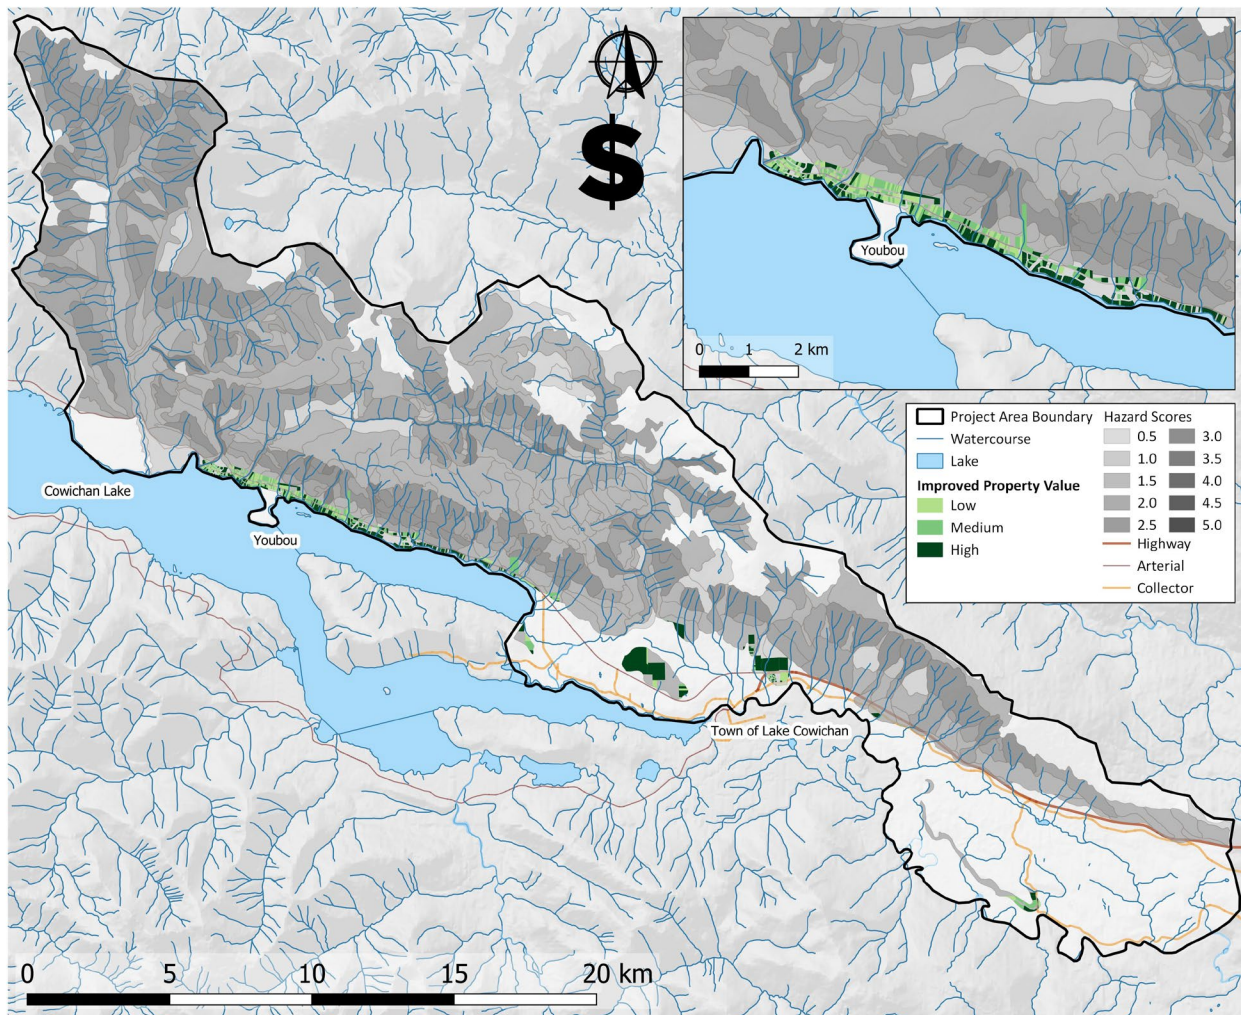 $
Youbou
0 1 2 km
Project Area Boundary
Watercourse
Lake
Improved Property Value
Low
Medium
High
Hazard Scores
0.5 3.0
1.0 3.5
1.5 4.0
2.0 4.5
2.5 5.0
Highway
Arterial
Collector
Cowichan Lake
Youbou
Town of Lake Cowichan
0 5 10 15 20 km